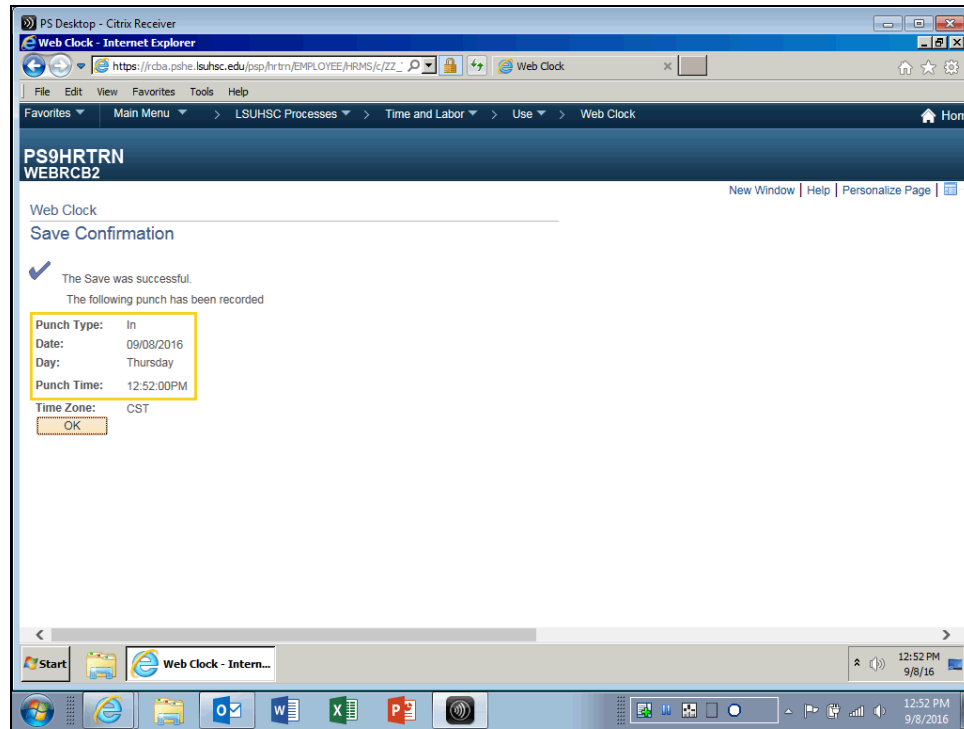 PS Desktop - Citrix Receiver
Web Clock - Internet Explorer
https://rcba.pshe.lsuhsc.edu/psp/hrtrn/EMPLOYEE/HRMS/c/ZZ_ Web Clock
File Edit View Favorites Tools Help
Favorites Main Menu > LSUHSC Processes > Time and Labor > Use > Web Clock Hom
PS9HRTRN
WEBRCB2
New Window | Help | Personalize Page |
Web Clock
Save Confirmation
The Save was successful.
The following punch has been recorded
Punch Type: In
Date: 09/08/2016
Day: Thursday
Punch Time: 12:52:00PM
Time Zone: CST
OK
Start Web Clock - Intern... 12:52 PM
9/8/16
12:52 PM
9/8/2016